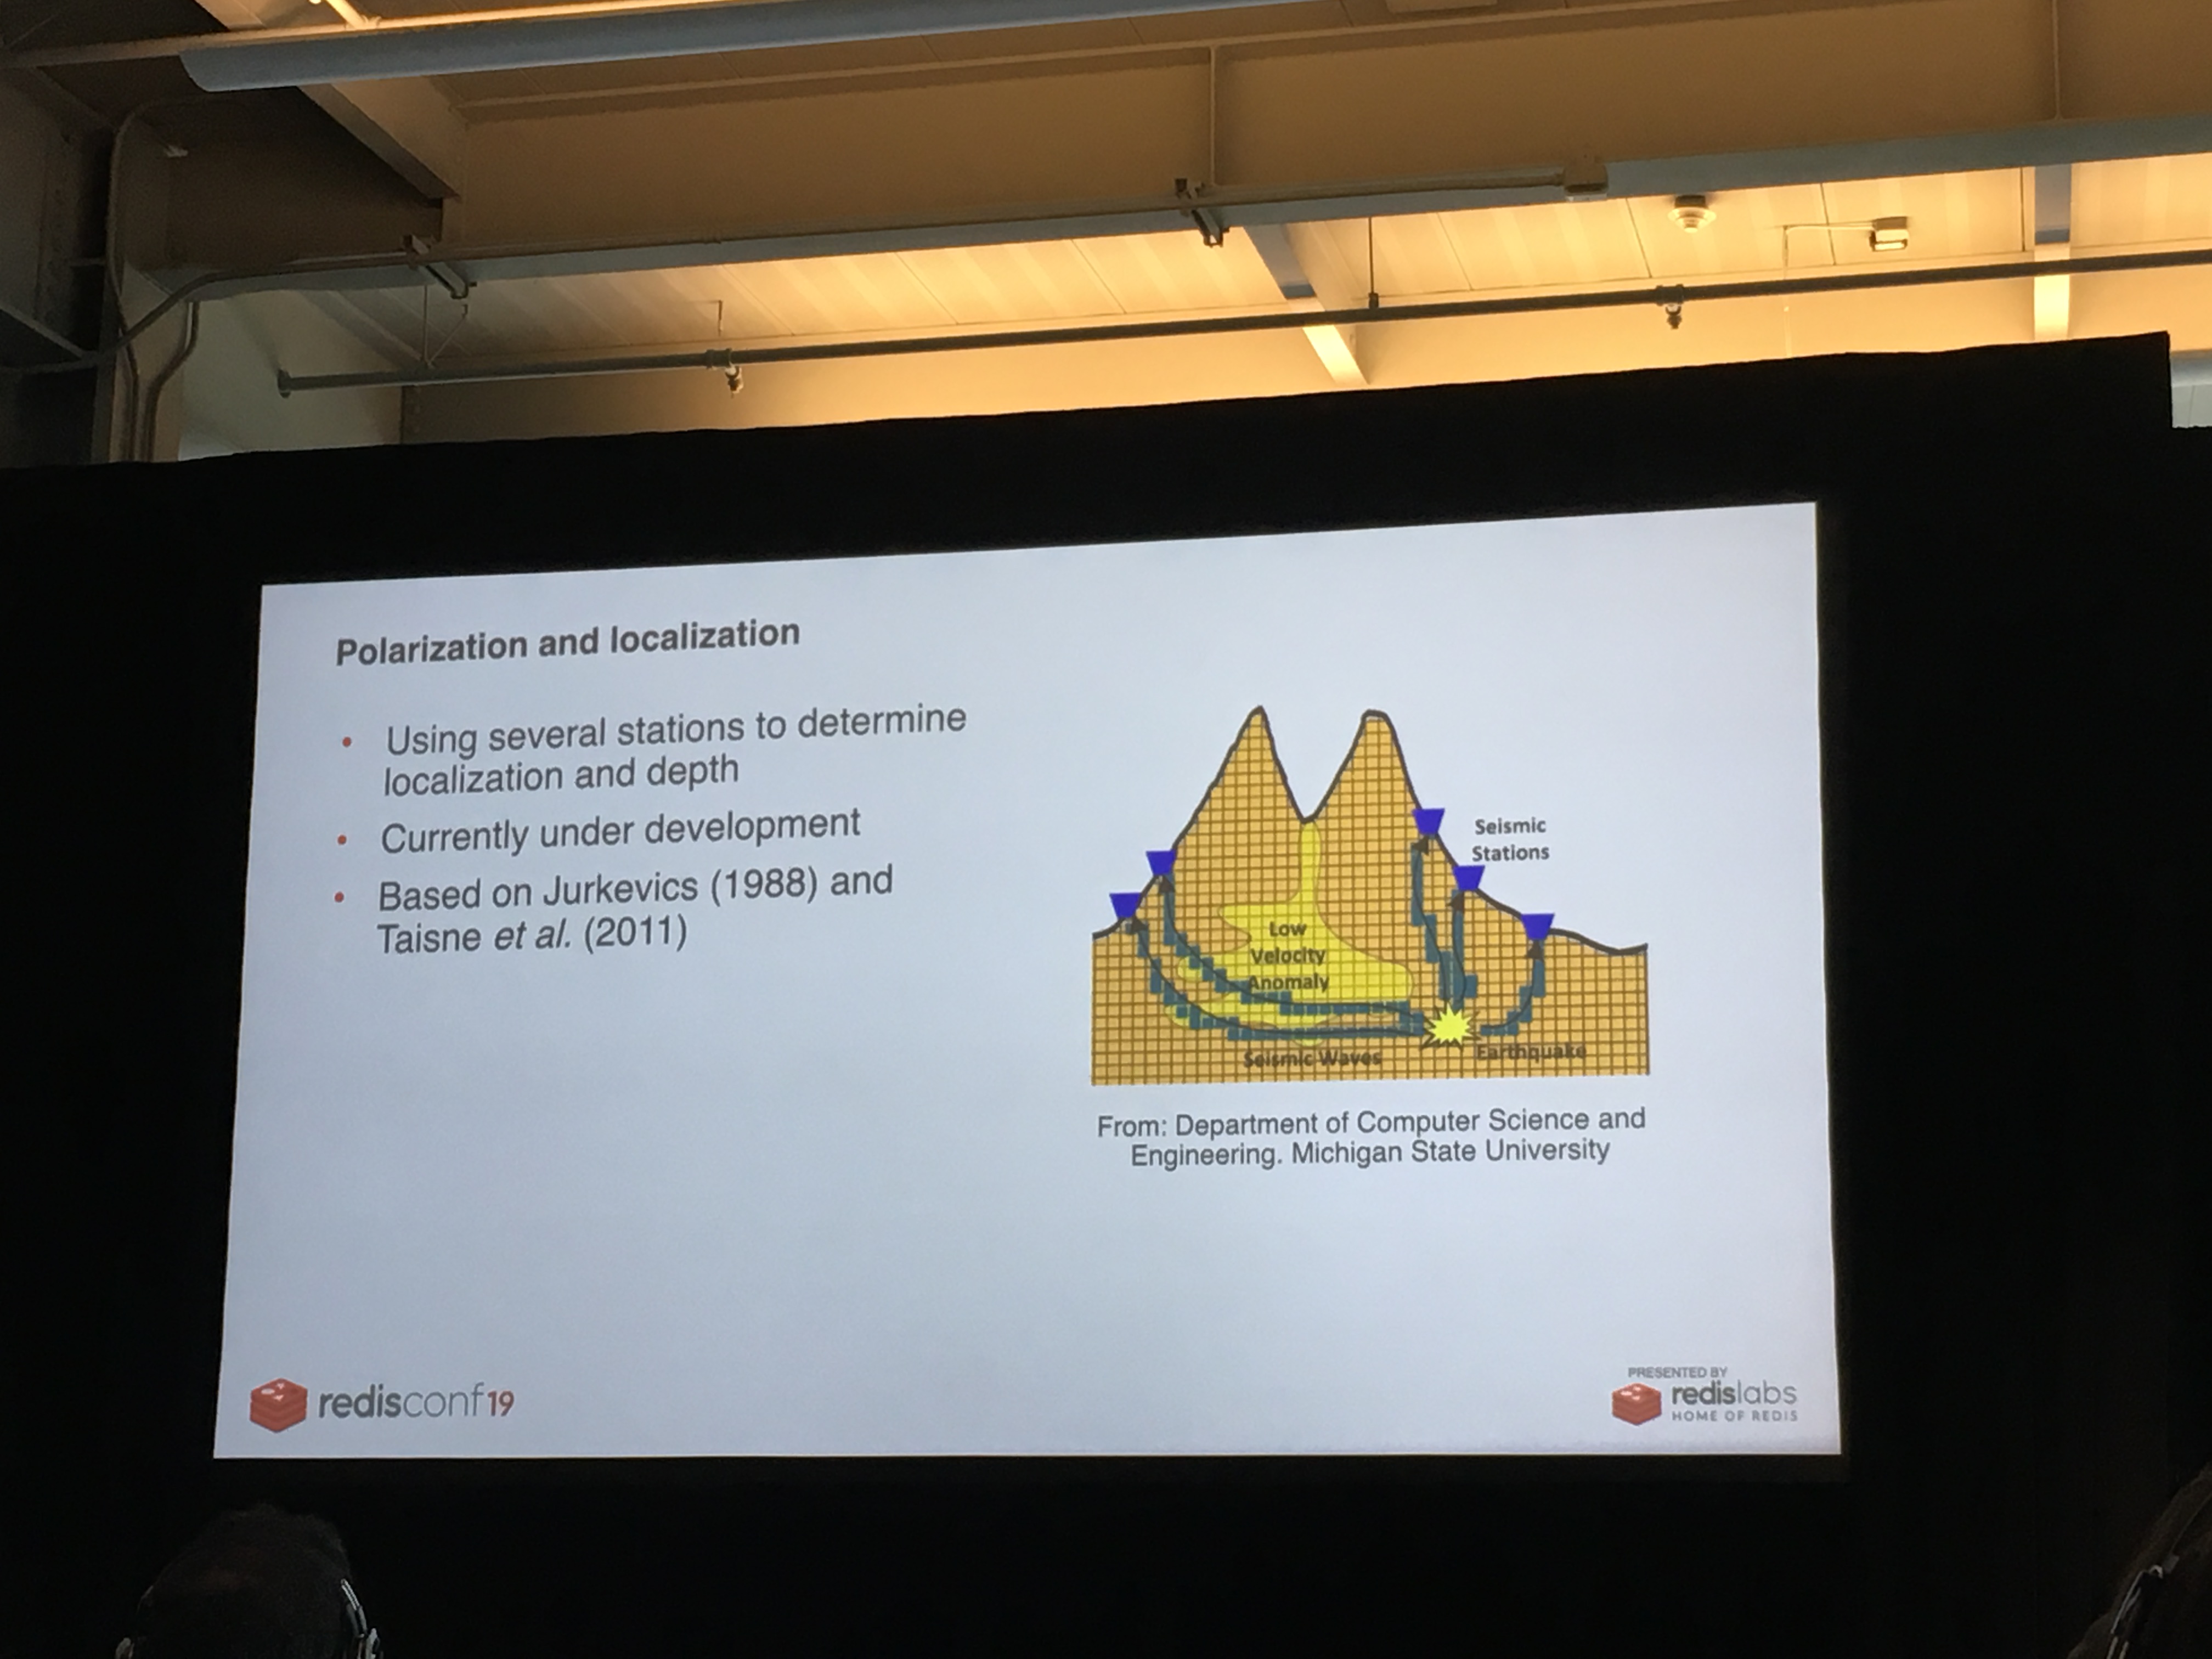 Polarization and localization
• Using several stations to determine
localization and depth
• Currently under development
• Based on Jurkevics (1988) and
Taisne et al. (2011)
Seismic
Stations
Low
Velocity
Anomaly
Seismic Waves
Earthquake
From: Department of Computer Science and
Engineering. Michigan State University
redisconf19
PRESENTED BY
redislabs
HOME OF REDIS